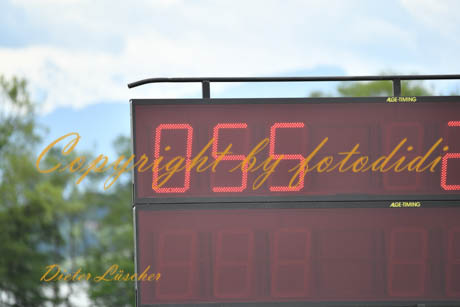 ALGE-TIMING
055
Copyright by fotodidi
ALGE-TIMING
Dieter Lüscher